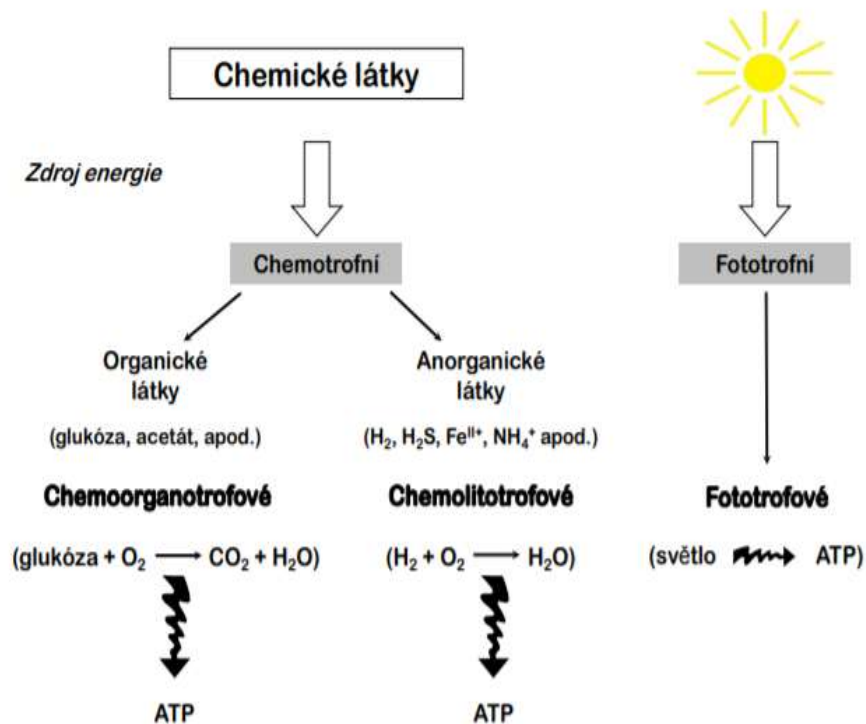 Chemické látky
Zdroj energie
Chemotrofní
Fototrofní
Organické
látky
(glukóza, acetát, apod.)
Anorganické
látky
(H₂, H₂S, Feᴵᴵ⁺, NH₄⁺ apod.)
Chemoorganotrofové
Chemolitotrofové
Fototrofové
(glukóza + O₂ → CO₂ + H₂O)
(H₂ + O₂ → H₂O)
(světlo → ATP)
ATP
ATP